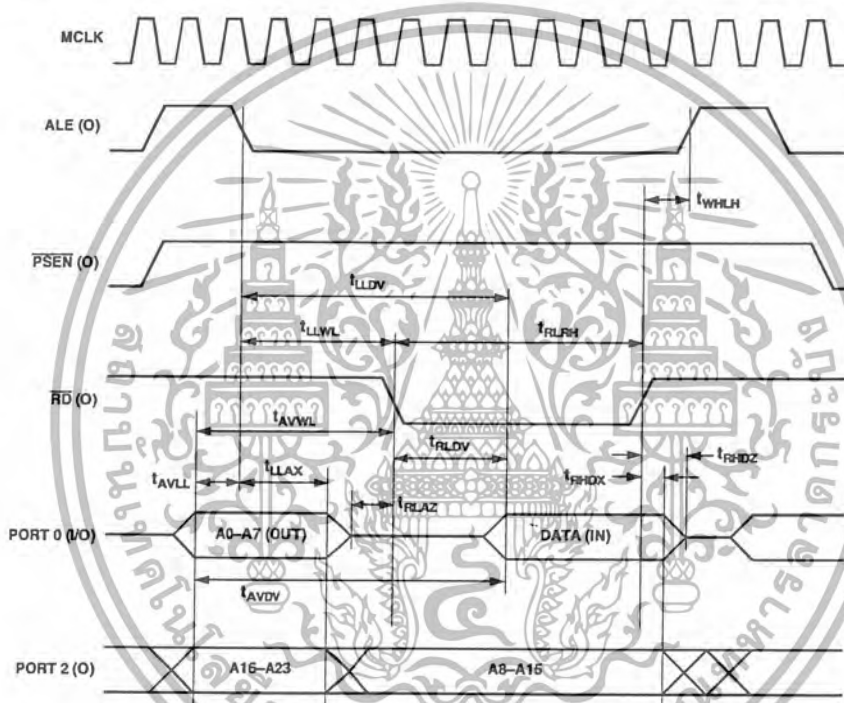 MCLK
ALE (O)
tWHLH
PSEN (O)
tLLDV
tLLWL
tRLRH
RD (O)
tAVWL
tRLDV
tRHDZ
tAVLL
tLLAX
tRHDX
tRLAZ
PORT 0 (I/O)
A0–A7 (OUT)
DATA (IN)
tAVDV
PORT 2 (O)
A16–A23
A8–A15